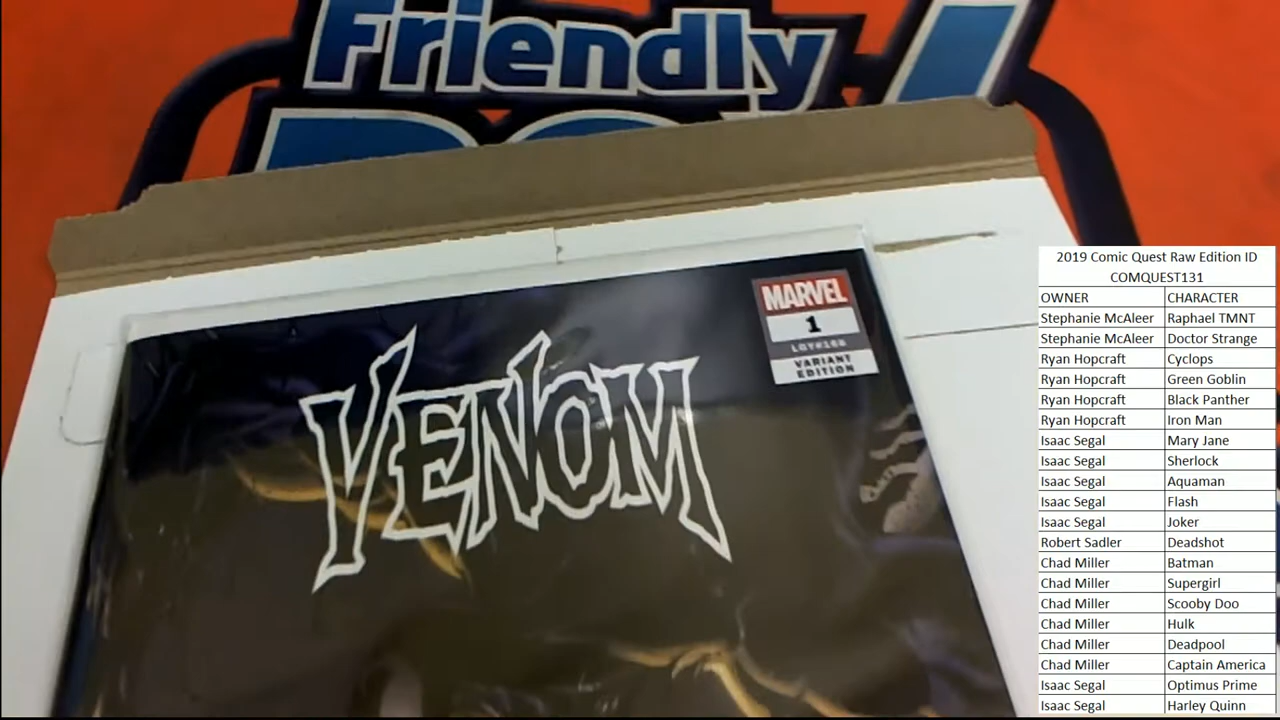 Friendly
MARVEL
1
LGY#166
VARIANT
EDITION
VENOM
2019 Comic Quest Raw Edition ID
COMQUEST131
OWNER CHARACTER
Stephanie McAleer Raphael TMNT
Stephanie McAleer Doctor Strange
Ryan Hopcraft Cyclops
Ryan Hopcraft Green Goblin
Ryan Hopcraft Black Panther
Ryan Hopcraft Iron Man
Isaac Segal Mary Jane
Isaac Segal Sherlock
Isaac Segal Aquaman
Isaac Segal Flash
Isaac Segal Joker
Robert Sadler Deadshot
Chad Miller Batman
Chad Miller Supergirl
Chad Miller Scooby Doo
Chad Miller Hulk
Chad Miller Deadpool
Chad Miller Captain America
Isaac Segal Optimus Prime
Isaac Segal Harley Quinn